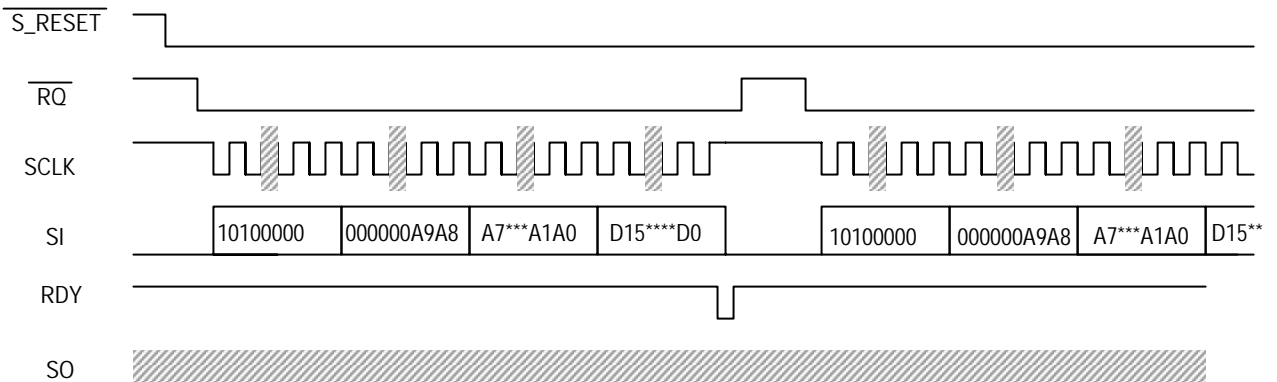 S_RESET
RQ
SCLK
SI
10100000 000000A9A8 A7***A1A0 D15****D0 10100000 000000A9A8 A7***A1A0 D15**
RDY
SO